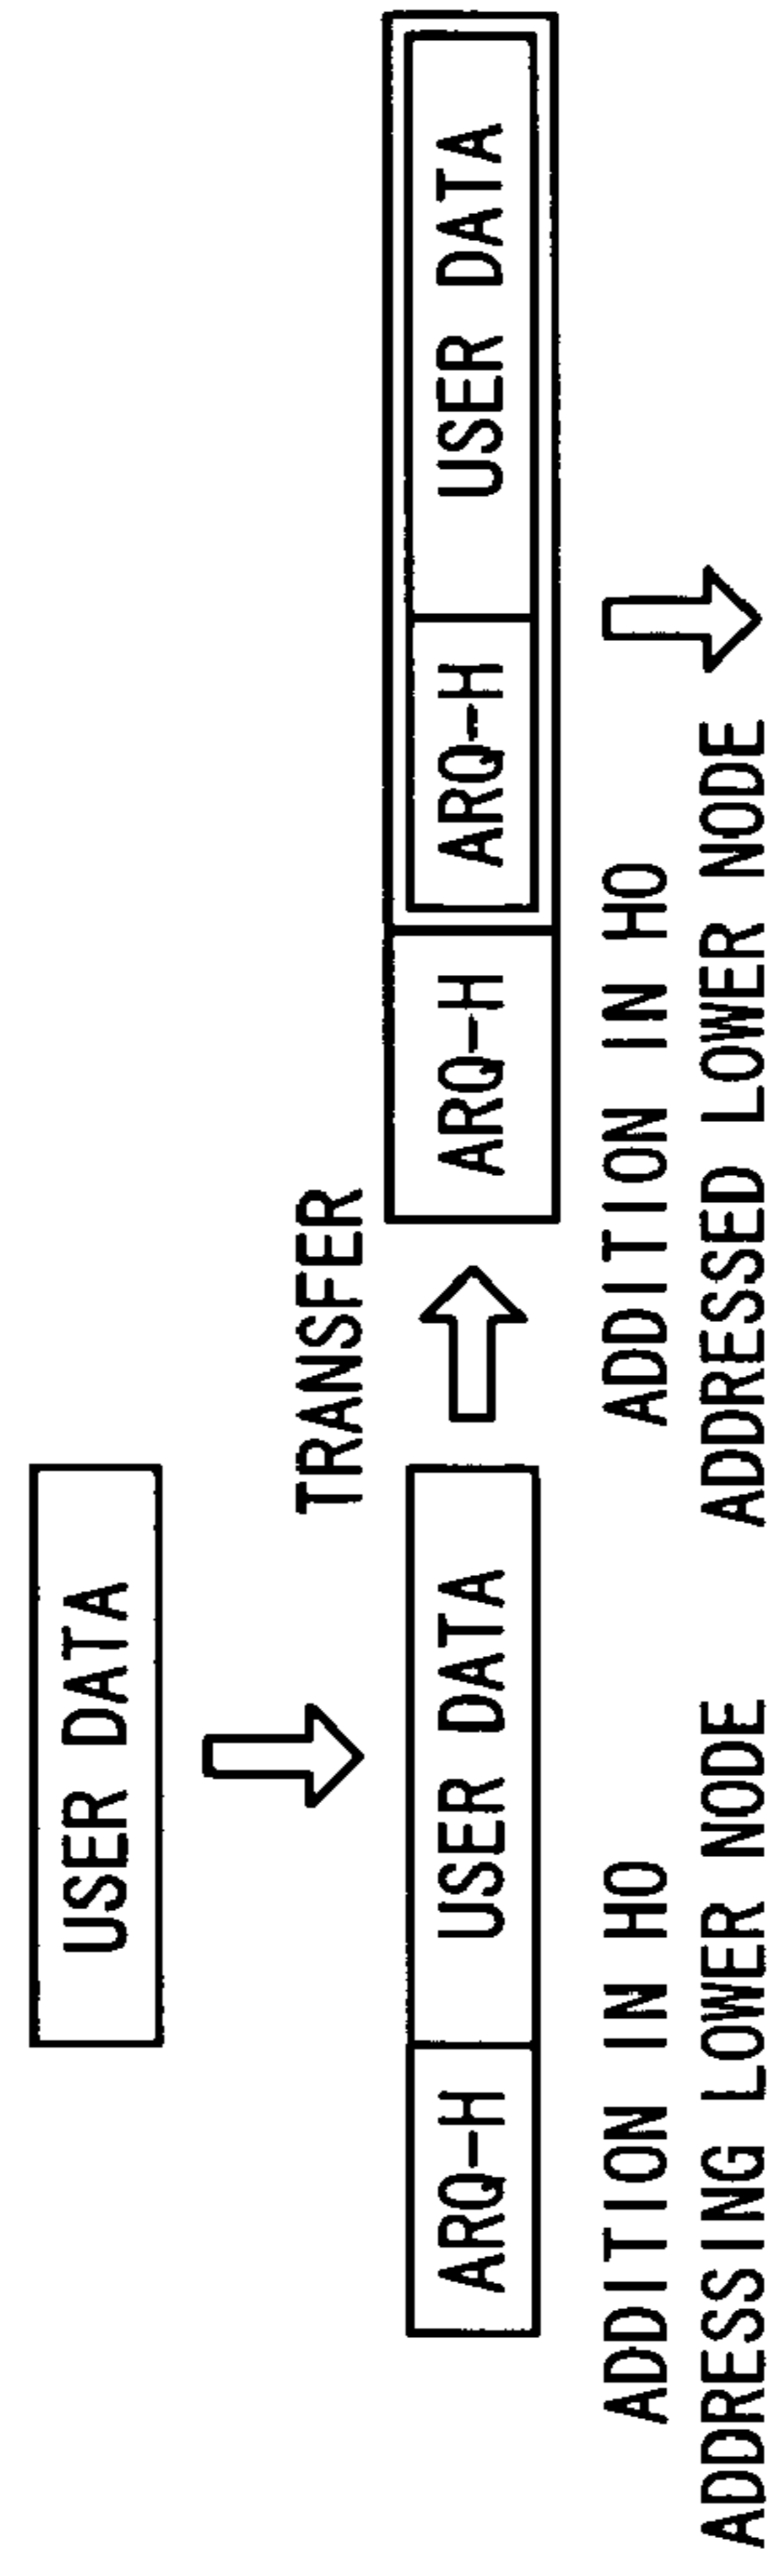 USER DATA
TRANSFER
ARQ-H USER DATA
ARQ-H ARQ-H USER DATA
ADDITION IN HO
ADDRESSING LOWER NODE
ADDITION IN HO
ADDRESSED LOWER NODE